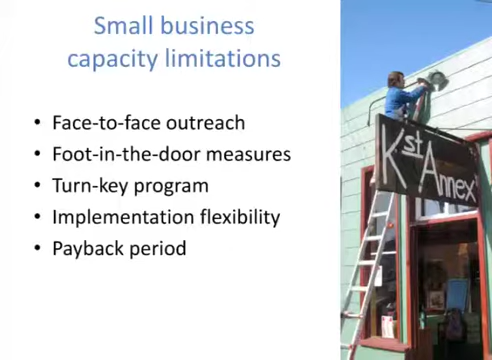 Small business
capacity limitations
• Face-to-face outreach
• Foot-in-the-door measures
• Turn-key program
• Implementation flexibility
• Payback period
Kst Annex